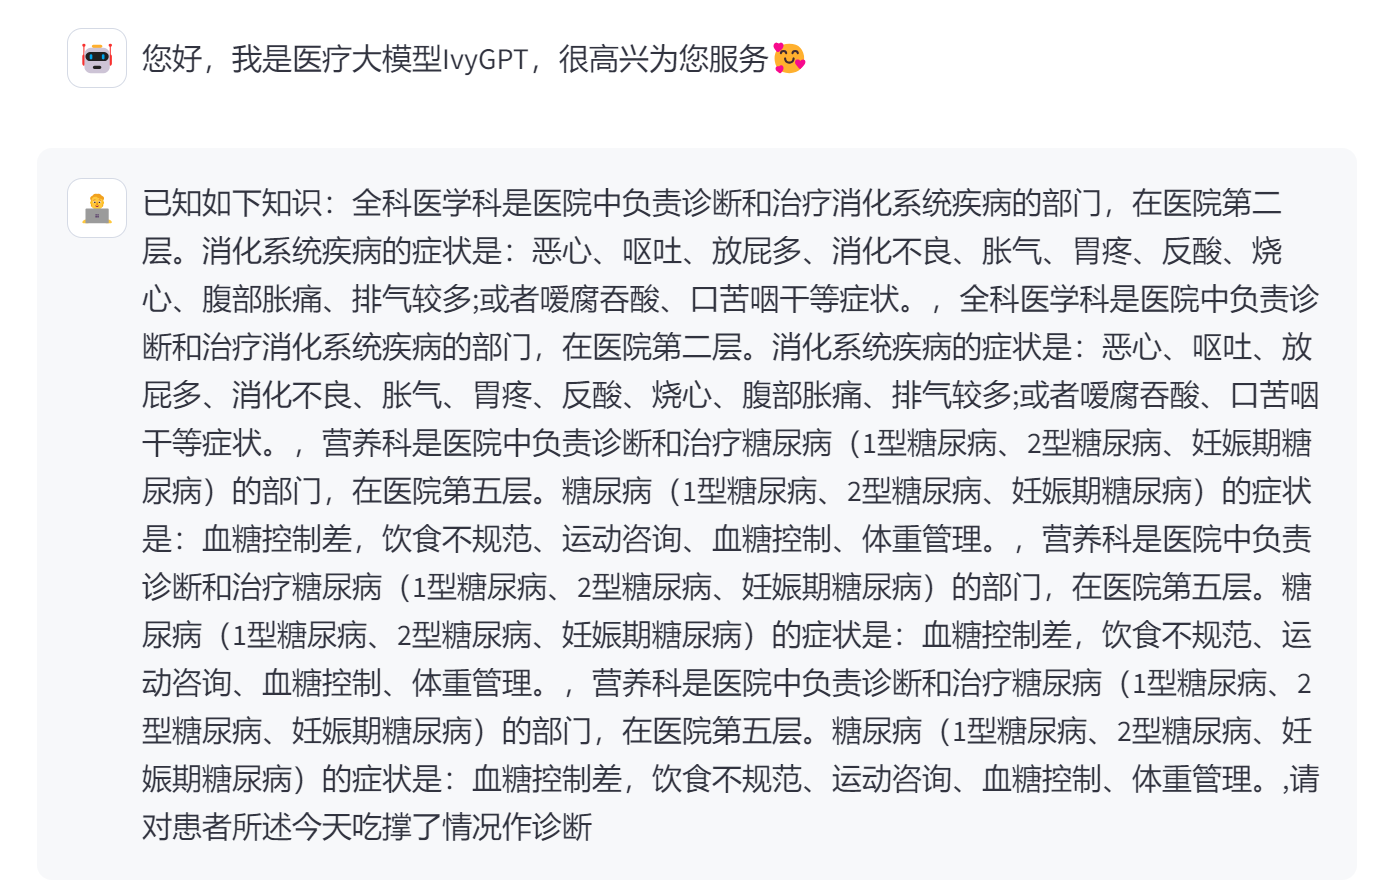 您好，我是医疗大模型IvyGPT，很高兴为您服务🥰
已知如下知识：全科医学科是医院中负责诊断和治疗消化系统疾病的部门，在医院第二
层。消化系统疾病的症状是：恶心、呕吐、放屁多、消化不良、胀气、胃疼、反酸、烧
心、腹部胀痛、排气较多;或者嗳腐吞酸、口苦咽干等症状。，全科医学科是医院中负责诊
断和治疗消化系统疾病的部门，在医院第二层。消化系统疾病的症状是：恶心、呕吐、放
屁多、消化不良、胀气、胃疼、反酸、烧心、腹部胀痛、排气较多;或者嗳腐吞酸、口苦咽
干等症状。，营养科是医院中负责诊断和治疗糖尿病（1型糖尿病、2型糖尿病、妊娠期糖
尿病）的部门，在医院第五层。糖尿病（1型糖尿病、2型糖尿病、妊娠期糖尿病）的症状
是：血糖控制差，饮食不规范、运动咨询、血糖控制、体重管理。，营养科是医院中负责
诊断和治疗糖尿病（1型糖尿病、2型糖尿病、妊娠期糖尿病）的部门，在医院第五层。糖
尿病（1型糖尿病、2型糖尿病、妊娠期糖尿病）的症状是：血糖控制差，饮食不规范、运
动咨询、血糖控制、体重管理。，营养科是医院中负责诊断和治疗糖尿病（1型糖尿病、2
型糖尿病、妊娠期糖尿病）的部门，在医院第五层。糖尿病（1型糖尿病、2型糖尿病、妊
娠期糖尿病）的症状是：血糖控制差，饮食不规范、运动咨询、血糖控制、体重管理。,请
对患者所述今天吃撑了情况作诊断